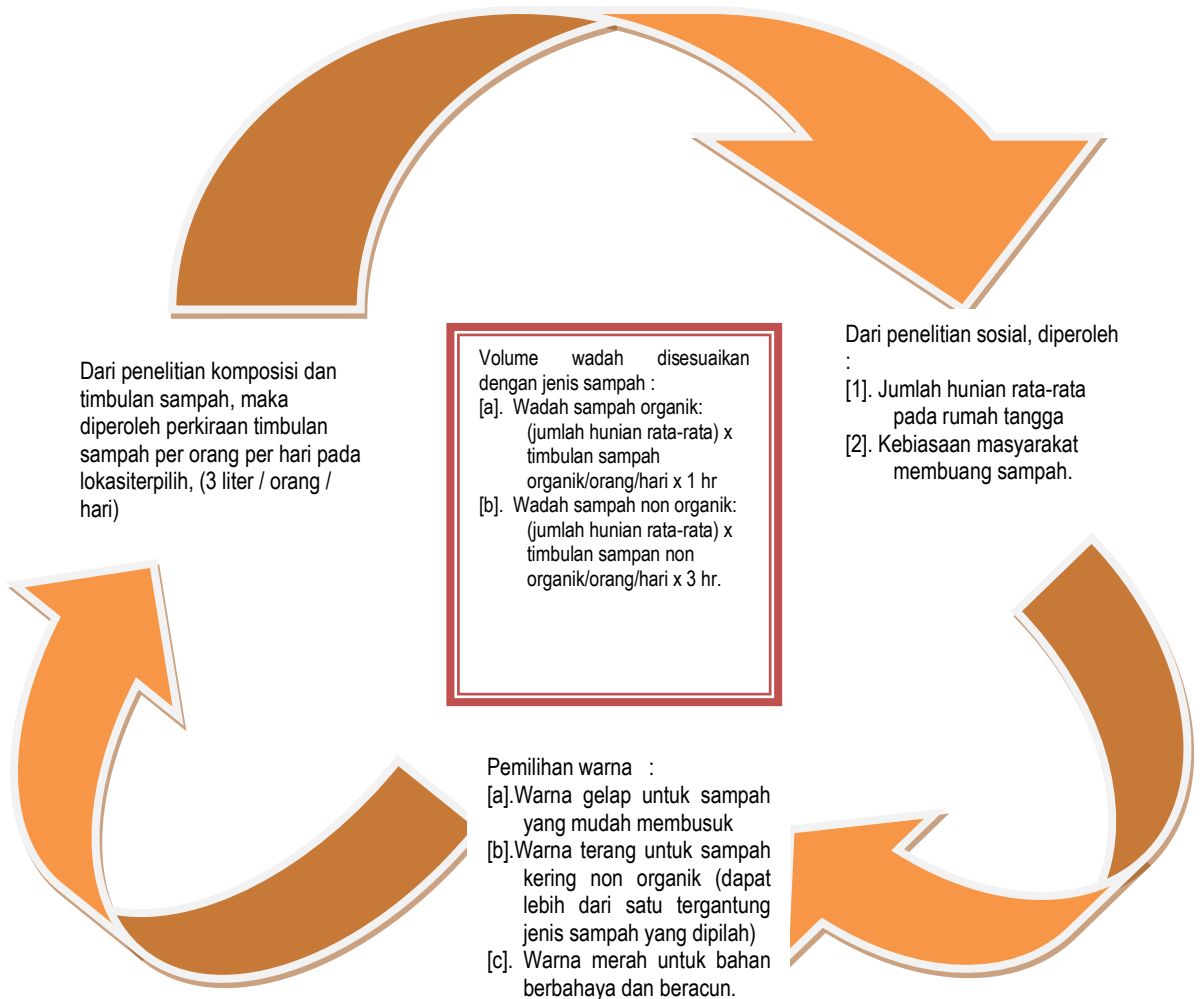 Dari penelitian komposisi dan
timbulan sampah, maka
diperoleh perkiraan timbulan
sampah per orang per hari pada
lokasiterpilih, (3 liter / orang /
hari)
Volume wadah disesuaikan
dengan jenis sampah :
[a]. Wadah sampah organik:
(jumlah hunian rata-rata) x
timbulan sampah
organik/orang/hari x 1 hr
[b]. Wadah sampah non organik:
(jumlah hunian rata-rata) x
timbulan sampan non
organik/orang/hari x 3 hr.
Dari penelitian sosial, diperoleh
:
[1]. Jumlah hunian rata-rata
pada rumah tangga
[2]. Kebiasaan masyarakat
membuang sampah.
Pemilihan warna :
[a].Warna gelap untuk sampah
yang mudah membusuk
[b].Warna terang untuk sampah
kering non organik (dapat
lebih dari satu tergantung
jenis sampah yang dipilah)
[c]. Warna merah untuk bahan
berbahaya dan beracun.